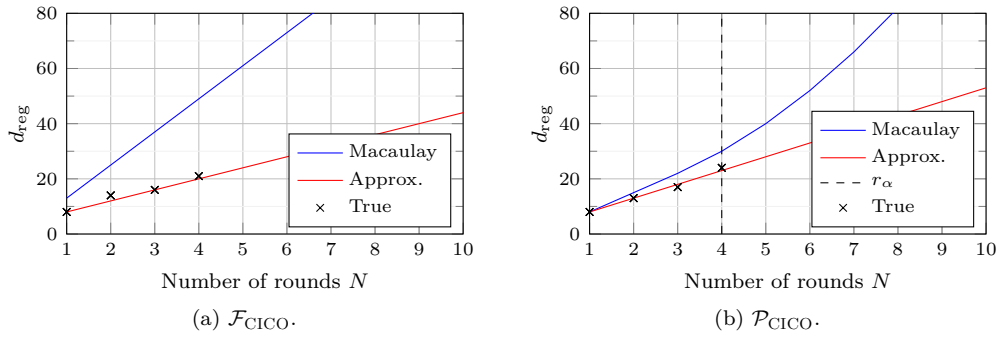 80
60
40
20
0
d_reg
1 2 3 4 5 6 7 8 9 10
Number of rounds N
Macaulay
Approx.
True
(a) 𝓕_CICO.
80
60
40
20
0
d_reg
1 2 3 4 5 6 7 8 9 10
Number of rounds N
Macaulay
Approx.
r_α
True
(b) 𝓟_CICO.